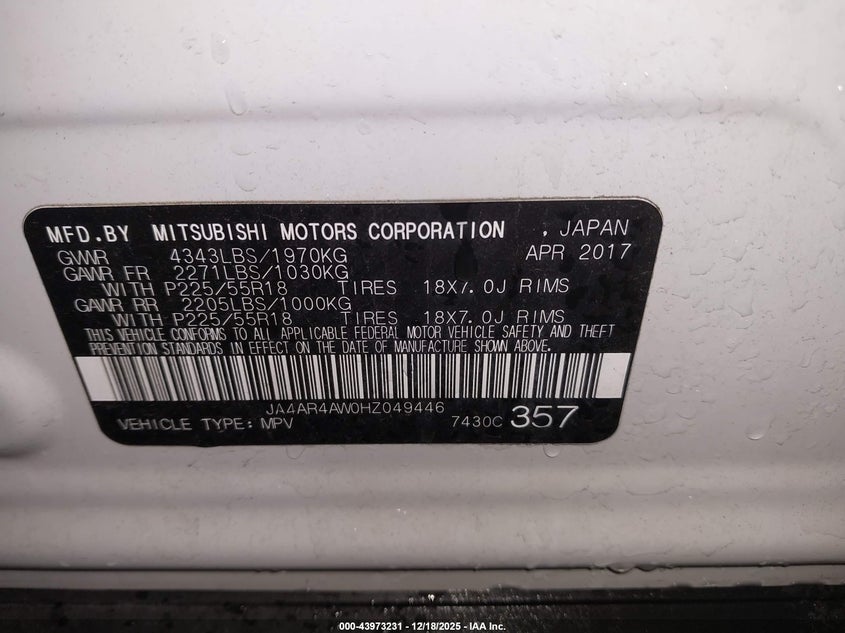 MFD.BY MITSUBISHI MOTORS CORPORATION , JAPAN
GVWR 4343LBS/1970KG APR 2017
GAWR FR 2271LBS/1030KG
WITH P225/55R18 TIRES 18X7.0J RIMS
GAWR RR 2205LBS/1000KG
WITH P225/55R18 TIRES 18X7.0J RIMS
THIS VEHICLE CONFORMS TO ALL APPLICABLE FEDERAL MOTOR VEHICLE SAFETY AND THEFT
PREVENTION STANDARDS IN EFFECT ON THE DATE OF MANUFACTURE SHOWN ABOVE.
JA4AR4AW0HZ049446
VEHICLE TYPE: MPV 7430C 357
000-43973231 - 12/18/2025 - IAA Inc.